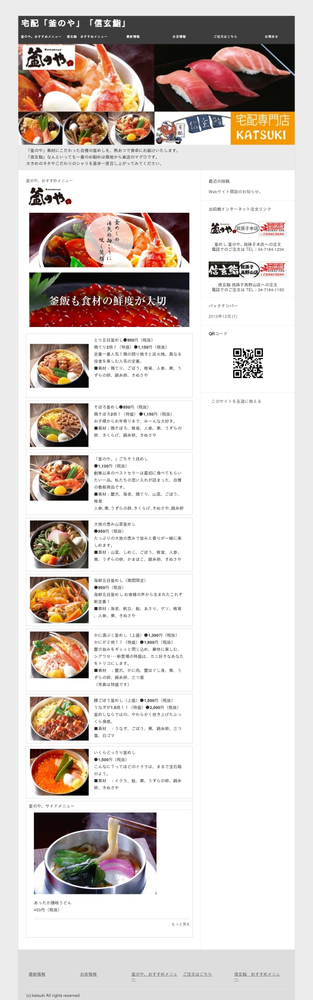 宅配「釜のや」「信玄鮨」
釜のや。おすすめメニュー　信玄鮨　おすすめメニュー　最新情報　お店情報　ご注文はこちら　お問合せ
Kamanoya
釜のや
宅配
信玄鮨
宅配専門店
KATSUKI
「釜のや」素材にこだわった自慢の釜めしを、熱あつで食卓にお届けいたします。
「信玄鮨」なんといっても一番のお勧めは築地から直送のマグロです。
大きめのネタやこだわりのシャリを是非一度召し上がってみてください。
釜のや。おすすめメニュー
Kamanoya
釜のや
釜めしの
湯気の向こうに
咲く笑顔
釜飯も食材の鮮度が大切
とり五目釜めし●950円（税抜）
鶏てり2倍！（特盛）●1,150円（税抜）
定番一番人気！鶏の照り焼きと炭火焼。異なる
役者を楽しむ人気の定番。
■素材：鶏てり、ごぼう、椎茸、人参、栗、う
ずらの卵、錦糸卵、きぬさや
そぼろ釜めし●850円（税抜）
鶏そぼろ2倍！（特盛） ●1,150円（税抜）
お子様からお年寄りまで、みーんな大好き。
■素材：鶏そぼろ、椎茸、人参、栗、うずらの
卵、きくらげ、錦糸卵、きぬさや
「釜のや。」ごちそう技めし
●1,100円（税抜）
創業以来のベストセラーは最初に食べてもらい
たい一品。私たちの思い入れが詰まった、自慢
の看板商品です。
■素材：蟹爪、海老、鶏てり、山菜、ごぼう、
椎茸
人参､栗､うずらの卵､きくらげ､きぬさや､錦糸卵
大地の恵み山菜釜めし
●850円（税抜）
たっぷりの大地の恵みで旨みと香りが一緒に楽
しめます。
■素材：山菜、しめじ、ごぼう、椎茸、人参、
栗、うずらの卵、かまぼこ、錦糸卵、きぬさや
海鮮五目釜めし（期間限定）
●950円（税抜）
海鮮五目釜めし お客様の声から生まれたこれぞ
新定番！
■素材：海老、帆立、鮭、あさり、ゲソ、椎茸
、人参、栗、きぬさや
かに満ぷく釜めし（上盛）●1,300円（税抜）
かにが２倍！！（特盛）●1,800円（税抜）
蟹の旨みをギュッと閉じ込め、豪快に楽しむ、
シアワセ･･･新登場の特盛は、カニ好きなあなた
をトリコにします。
■素材　：蟹爪、かに肉、蟹ほぐし身、栗、う
ずらの卵、錦糸卵、三つ葉
（写真は特盛です）
鰻ごぼう釜めし（上盛）●1,500円（税抜）
うなぎが1.5倍！！（特盛）●2,000円（税抜）
釜めしならではの、やわらかく炊き上げたふっ
くら食感。
■素材　：うなぎ、ごぼう、栗、錦糸卵、三つ
葉、白ゴマ
いくらどっさり釜めし
●1,500円（税抜）
こんなに？ってほどのイクラは、まるで宝石箱
のよう。
■素材　：イクラ、鮭、栗、うずらの卵、錦糸
卵、きぬさや
釜のや。サイドメニュー
あったか讃岐うどん
450円（税抜）
もっと見る
最近の投稿
Webサイト開設のお知らせ。
出前館インターネット注文リンク
Kamanoya
釜のや 我孫子本店 出前館 DEMAE-CAN ご注文はこちらから
釜めし 釜のや。我孫子本店への注文
電話でのご注文は TEL：04-7184-1234
Delivery Sushi Service
信玄鮨 我孫子高野山店 出前館 DEMAE-CAN ご注文はこちらから
信玄鮨 我孫子高野山店への注文
電話でのご注文は TEL：04-7184-1150
バックナンバー
2013年12月 (1)
QRコード
このサイトを友達に教える
最新情報　お店情報　釜のや。おすすめメニュー　ご注文はこちら　信玄鮨　おすすめメニュー
(c) katsuki All rights reserved